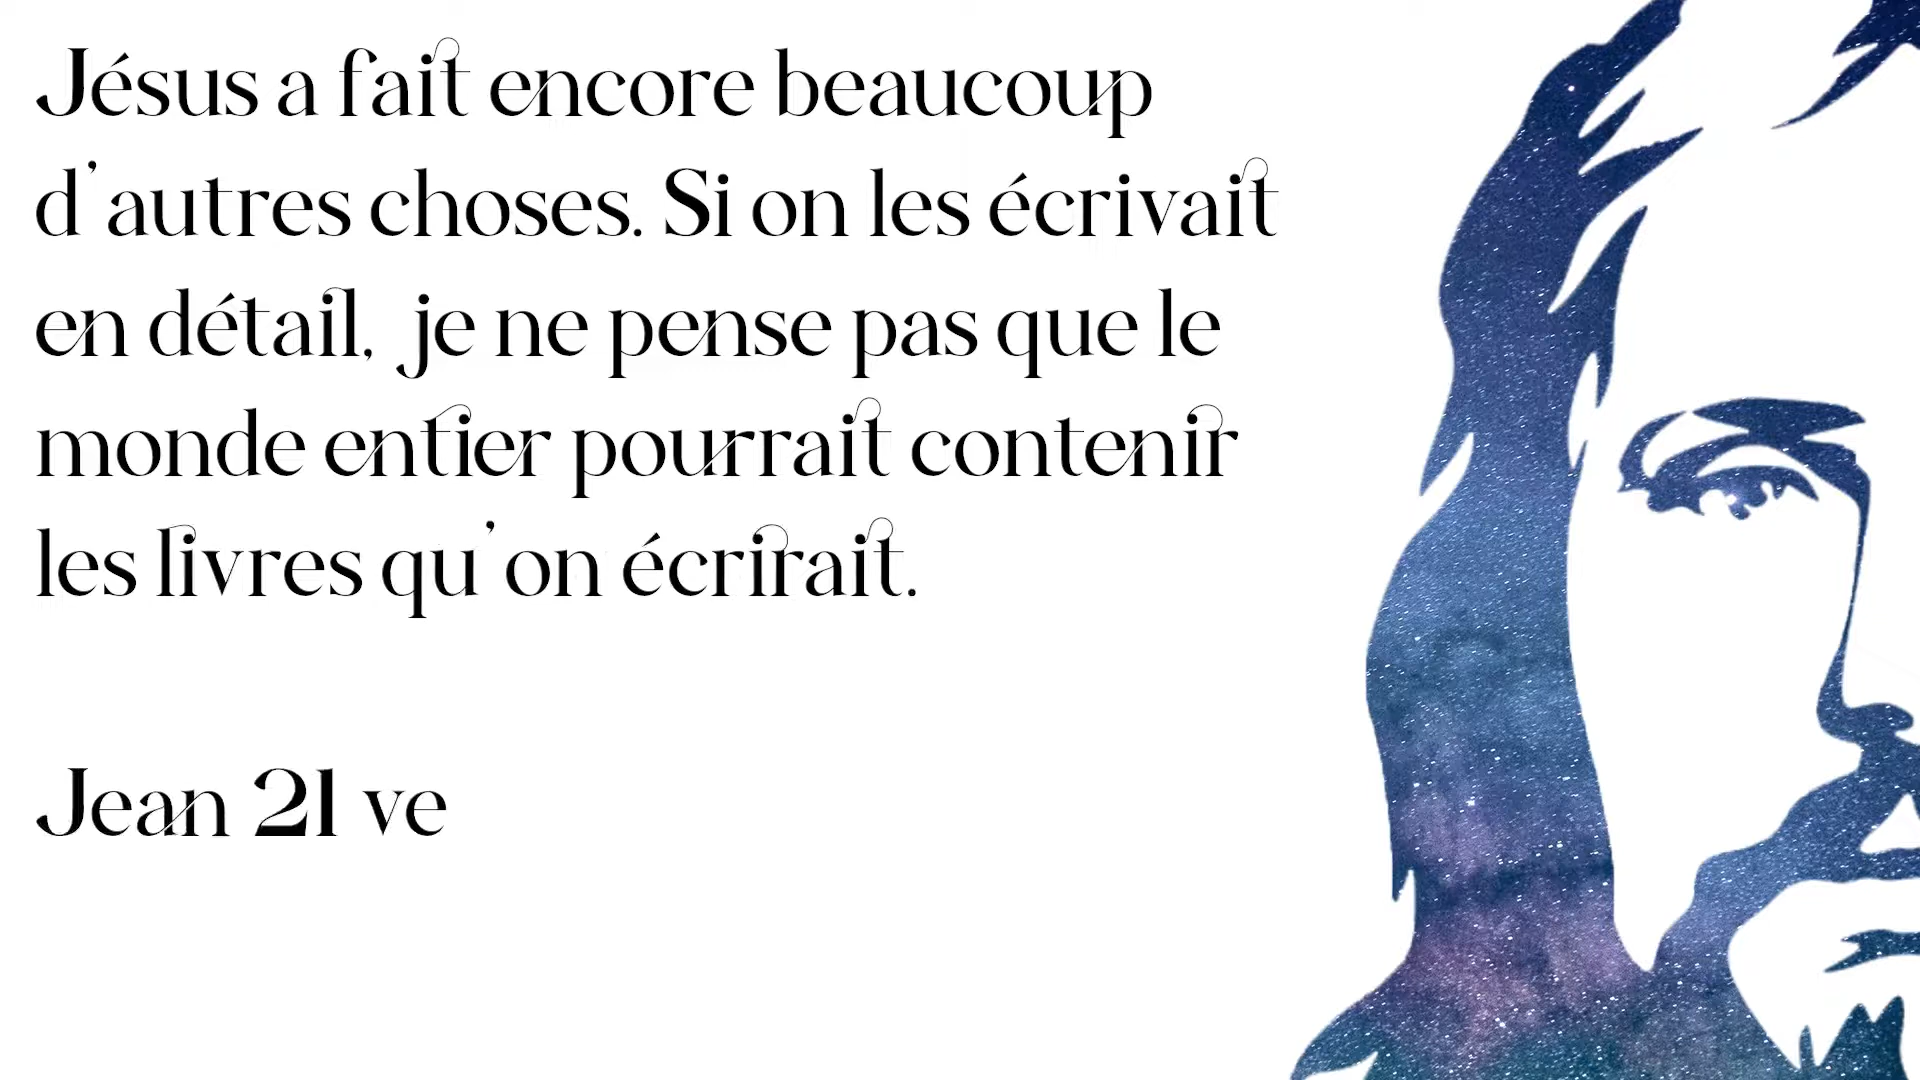 Jésus a fait encore beaucoup
d'autres choses. Si on les écrivait
en détail, je ne pense pas que le
monde entier pourrait contenir
les livres qu'on écrirait.
Jean 21 ve